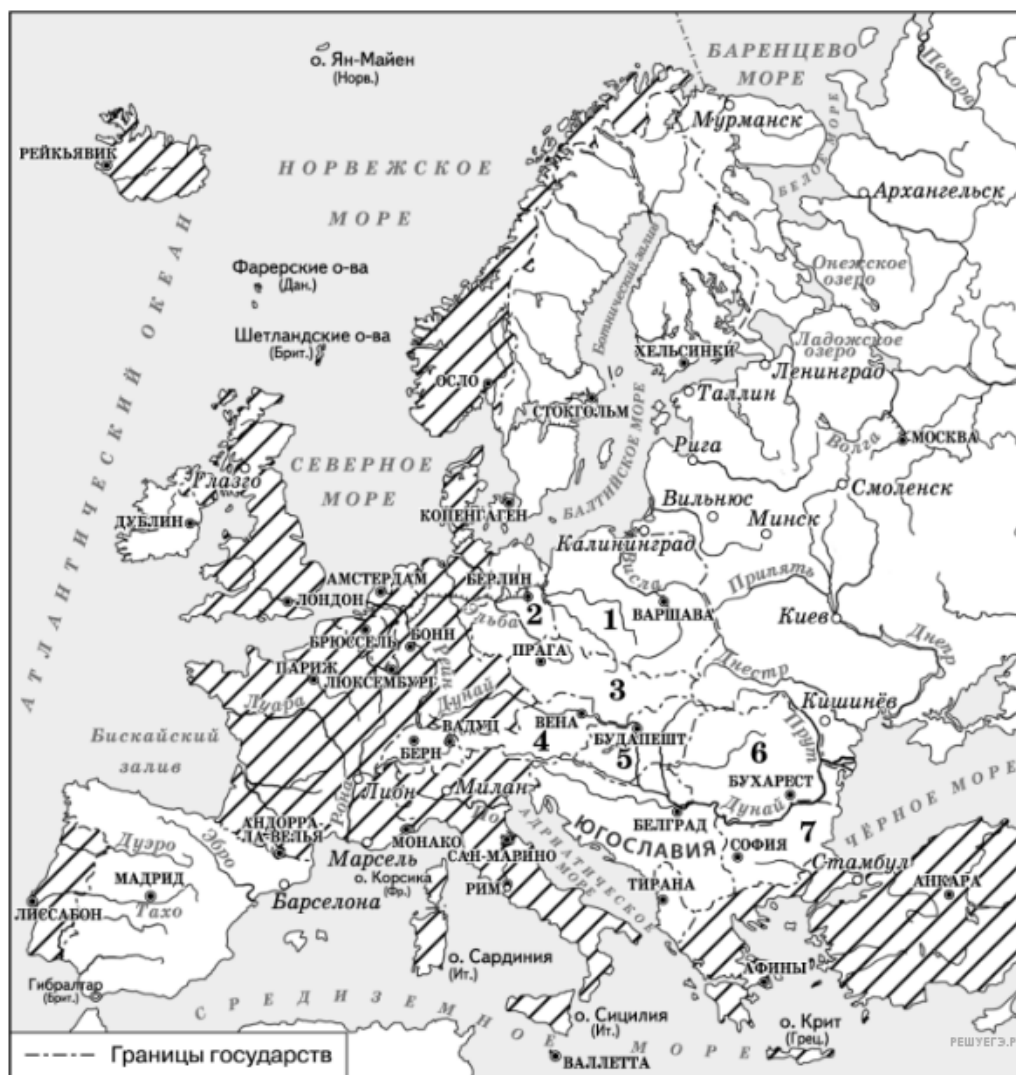 БАРЕНЦЕВО
МОРЕ
Печора
о. Ян-Майен
(Норв.)
Мурманск
БЕЛОЕ МОРЕ
РЕЙКЬЯВИК
НОРВЕЖСКОЕ
МОРЕ
Архангельск
АТЛАНТИЧЕСКИЙ ОКЕАН
Фарерские о-ва
(Дан.)
Ботнический залив
Онежское
озеро
Шетландские о-ва
(Брит.)
Ладожское
озеро
ХЕЛЬСИНКИ
Ленинград
ОСЛО
Таллин
СТОКГОЛЬМ
Волга
МОСКВА
Рига
СЕВЕРНОЕ
МОРЕ
БАЛТИЙСКОЕ МОРЕ
Глазго
Смоленск
Вильнюс
ДУБЛИН
КОПЕНГАГЕН
Минск
Калининград
АМСТЕРДАМ
БЕРЛИН
Висла
Припять
ЛОНДОН
2
1
ВАРШАВА
Эльба
Киев
БРЮССЕЛЬ
БОНН
Днепр
ПРАГА
ПАРИЖ
ЛЮКСЕМБУРГ
Рейн
Днестр
3
Луара
Дунай
Кишинёв
ВАДУЦ
ВЕНА
БУДАПЕШТ
Бискайский
залив
БЕРН
4
5
6
Прут
БУХАРЕСТ
Лион
Милан
Рона
По
Дунай
АНДОРРА-
ЛА-ВЕЛЬЯ
МОНАКО
БЕЛГРАД
7
ЧЁРНОЕ МОРЕ
Дуэро
Эбро
Марсель
САН-МАРИНО
АДРИАТИЧЕСКОЕ
МОРЕ
ЮГОСЛАВИЯ
СОФИЯ
Стамбул
МАДРИД
о. Корсика
(Фр.)
РИМ
ТИРАНА
АНКАРА
ЛИССАБОН
Тахо
Барселона
о. Сардиния
(Ит.)
АФИНЫ
Гибралтар
(Брит.)
СРЕДИЗЕМНОЕ МОРЕ
о. Сицилия
(Ит.)
о. Крит
(Грец.)
ВАЛЛЕТТА
Границы государств
РЕШУЕГЭ.Р